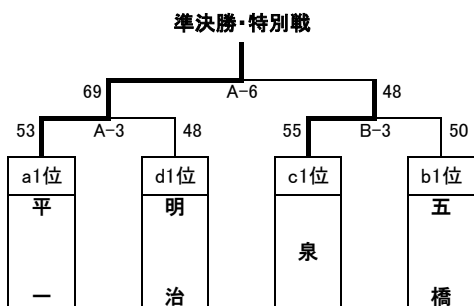 準決勝・特別戦
69 A-6 48
53 A-3 48 55 B-3 50
a1位 d1位 c1位 b1位
平一 明治 泉 五橋